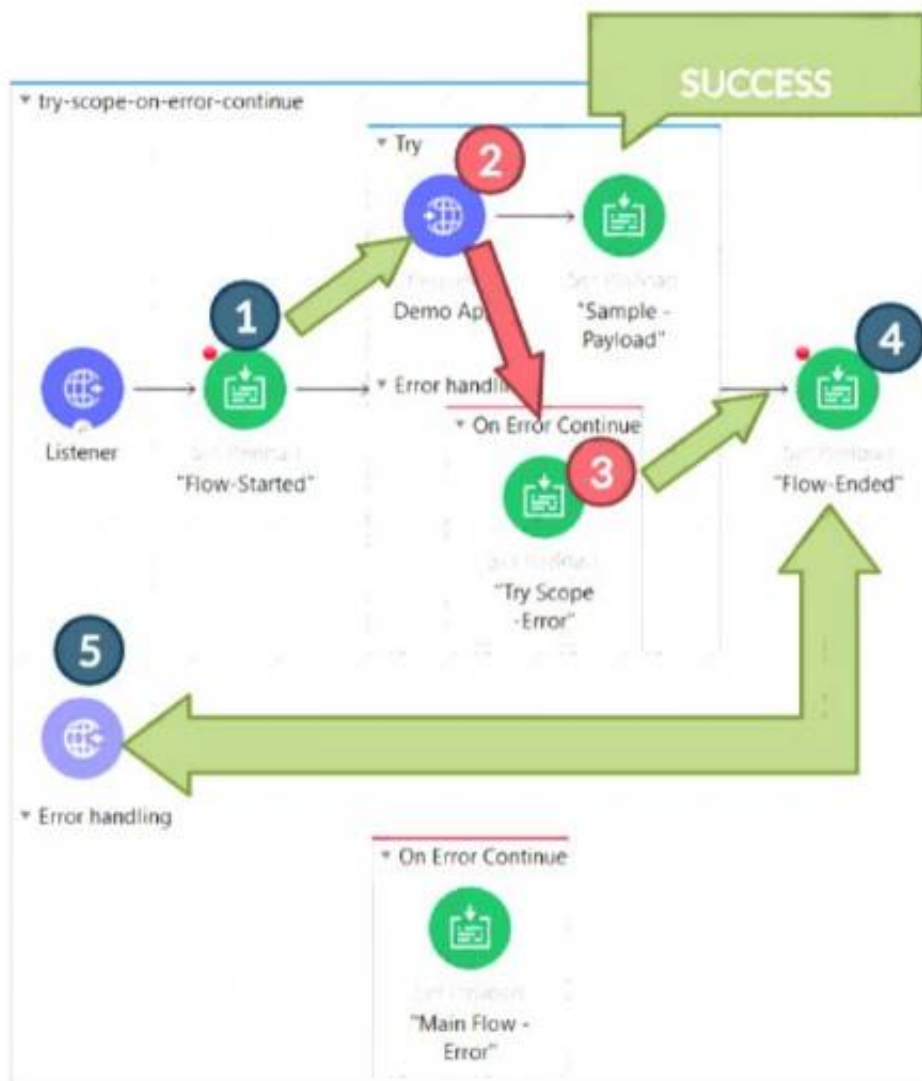 SUCCESS
try-scope-on-error-continue
Try
2
1
Demo Ap
"Sample -
Payload"
4
Error handli
On Error Continue
Listener
"Flow-Started"
3
"Flow-Ended"
"Try Scope
-Error"
5
Error handling
On Error Continue
"Main Flow -
Error"